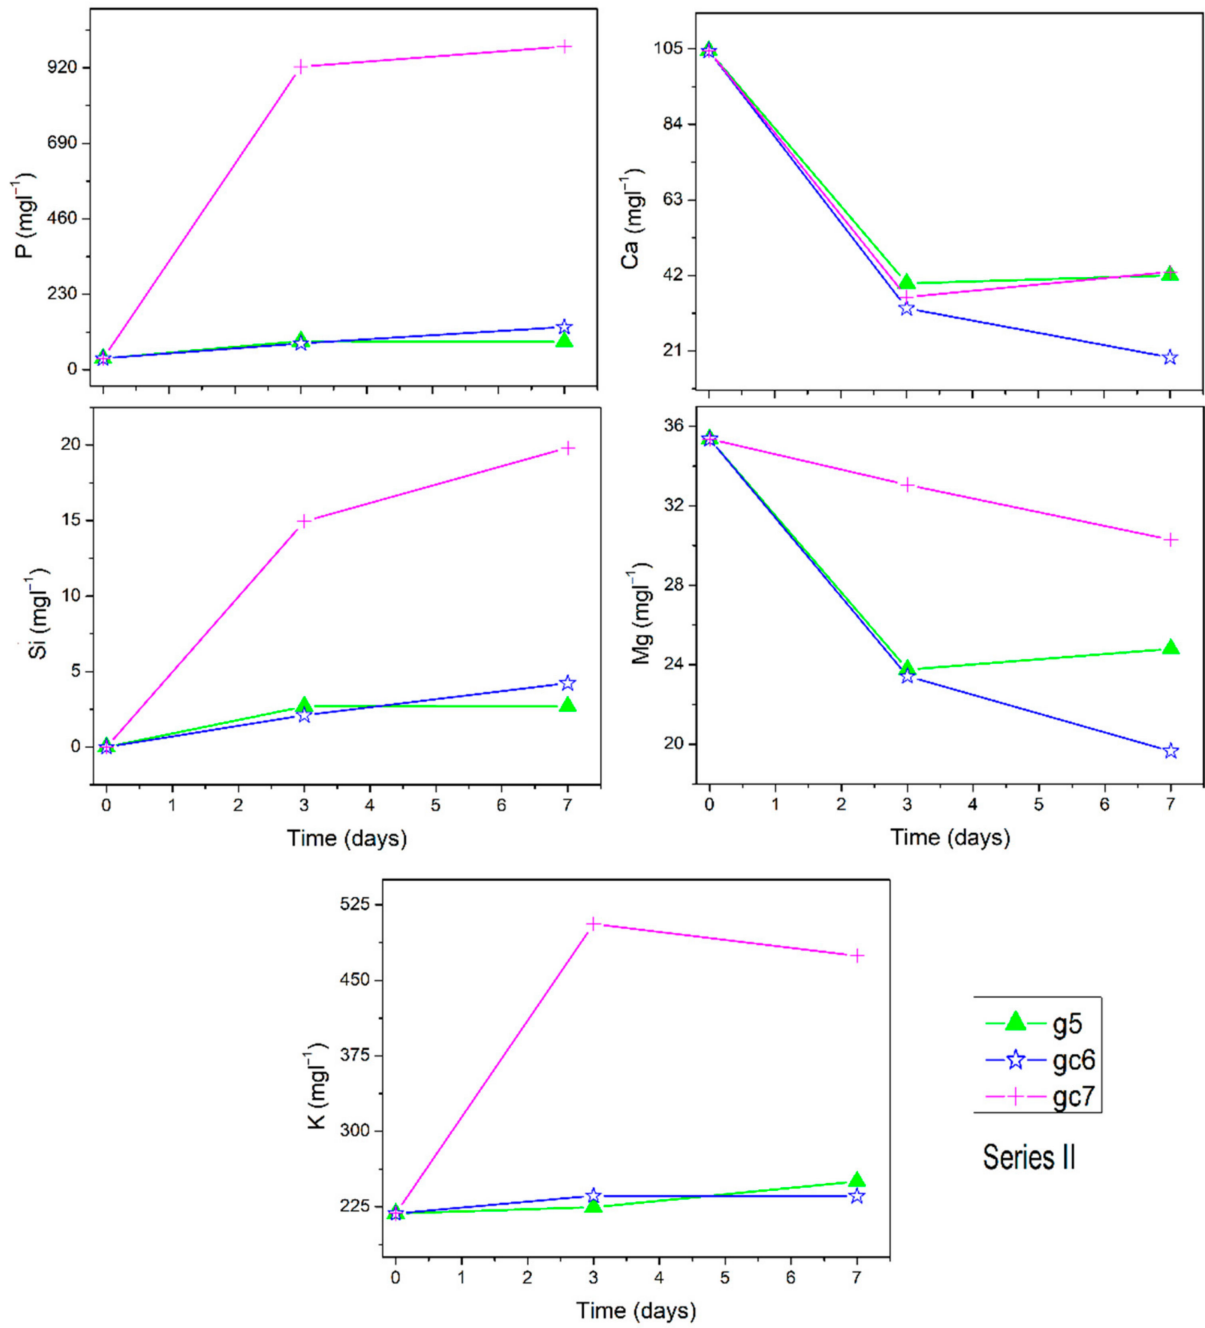 P (mgl⁻¹)
920
690
460
230
0
Ca (mgl⁻¹)
105
84
63
42
21
Si (mgl⁻¹)
20
15
10
5
0
0 1 2 3 4 5 6 7
Time (days)
Mg (mgl⁻¹)
36
32
28
24
20
0 1 2 3 4 5 6 7
Time (days)
K (mgl⁻¹)
525
450
375
300
225
0 1 2 3 4 5 6 7
Time (days)
g5
gc6
gc7
Series II